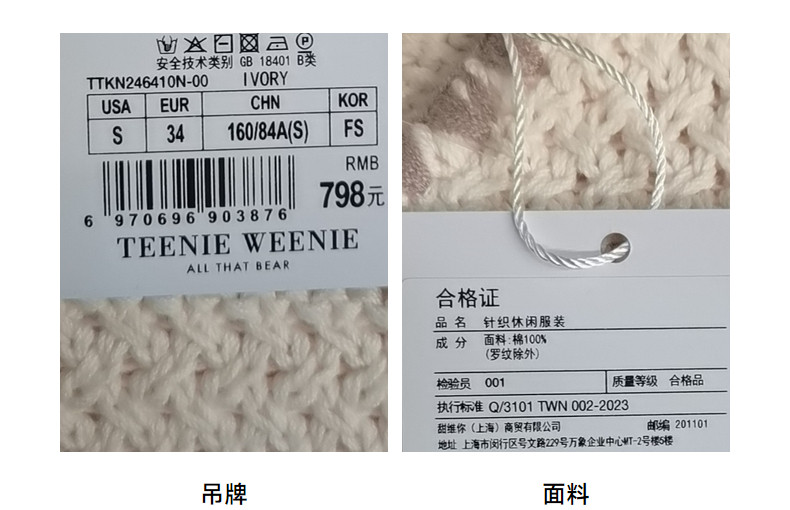 安全技术类别 GB 18401 B类
TTKN246410N-00 IVORY
USA EUR CHN KOR
S 34 160/84A(S) FS
RMB
798元
6 970696 903876
TEENIE WEENIE
ALL THAT BEAR
吊牌
合格证
品 名 针织休闲服装
成 分 面料:棉100%
(罗纹除外)
检验员 001 质量等级 合格品
执行标准 Q/3101 TWN 002-2023
甜维你（上海）商贸有限公司 邮编 201101
地址 上海市闵行区号文路229号万象企业中心MT-2号楼5楼
面料